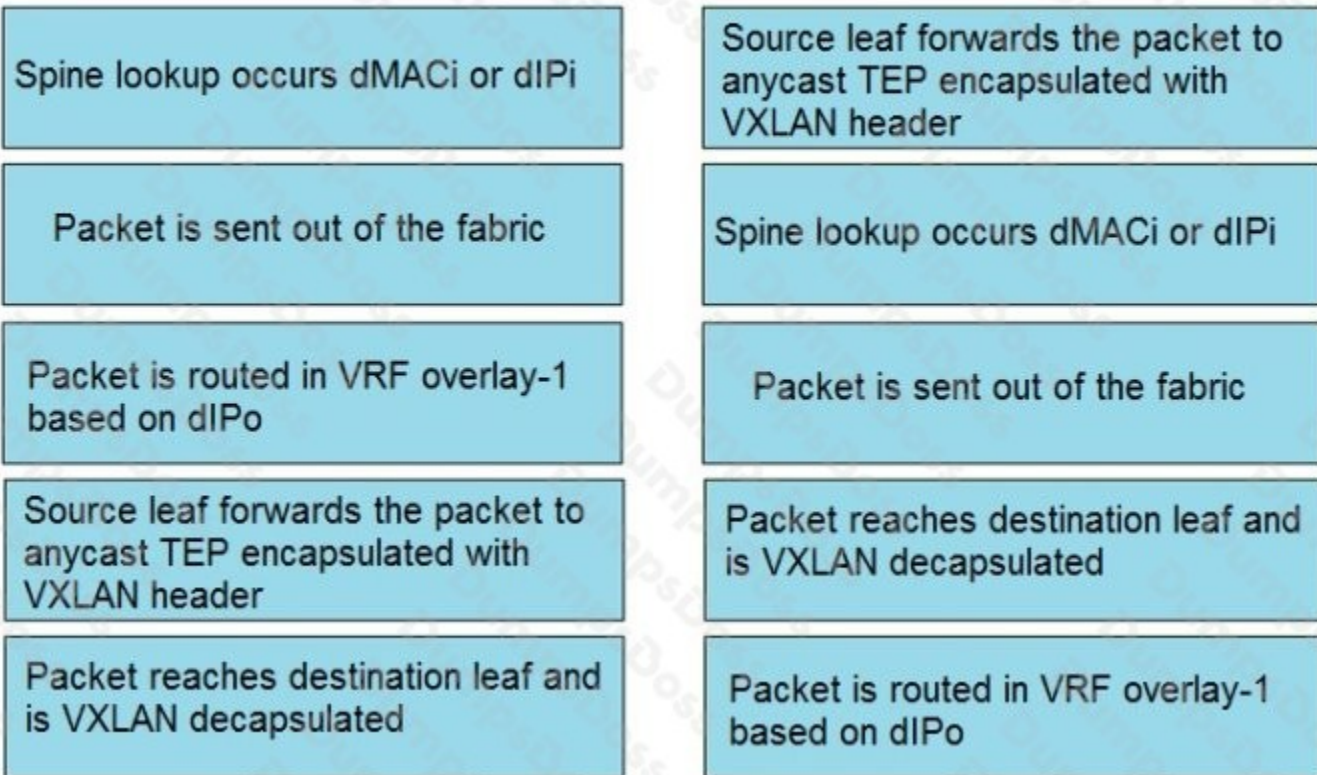 Spine lookup occurs dMACi or dIPi
Packet is sent out of the fabric
Packet is routed in VRF overlay-1
based on dIPo
Source leaf forwards the packet to
anycast TEP encapsulated with
VXLAN header
Packet reaches destination leaf and
is VXLAN decapsulated
Source leaf forwards the packet to
anycast TEP encapsulated with
VXLAN header
Spine lookup occurs dMACi or dIPi
Packet is sent out of the fabric
Packet reaches destination leaf and
is VXLAN decapsulated
Packet is routed in VRF overlay-1
based on dIPo
DumpsDoss